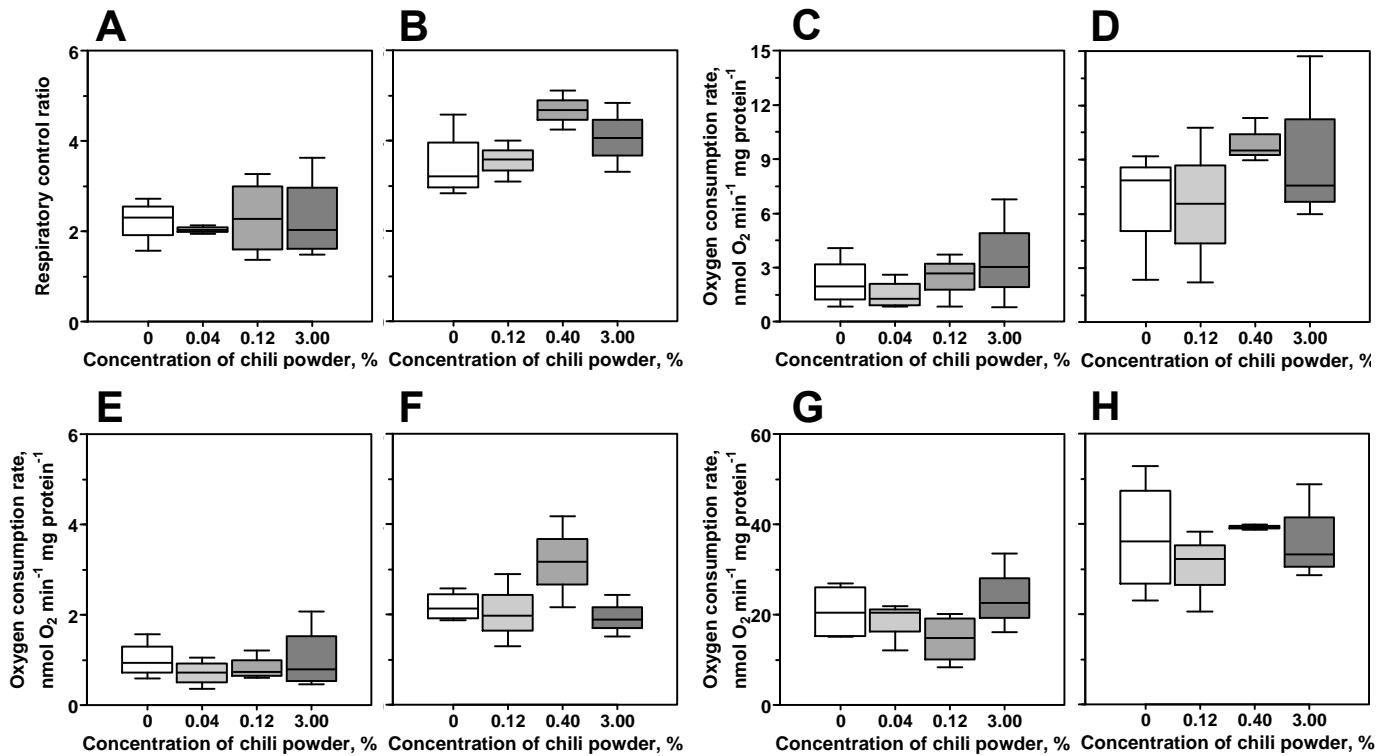 A
B
C
D
Respiratory control ratio
6
4
2
0
0 0.04 0.12 3.00
Concentration of chili powder, %
0 0.12 0.40 3.00
Concentration of chili powder, %
Oxygen consumption rate,
nmol O₂ min⁻¹ mg protein⁻¹
15
12
9
6
3
0
0 0.04 0.12 3.00
Concentration of chili powder, %
0 0.12 0.40 3.00
Concentration of chili powder, %
E
F
G
H
Oxygen consumption rate,
nmol O₂ min⁻¹ mg protein⁻¹
6
4
2
0
0 0.04 0.12 3.00
Concentration of chili powder, %
0 0.12 0.40 3.00
Concentration of chili powder, %
Oxygen consumption rate,
nmol O₂ min⁻¹ mg protein⁻¹
60
40
20
0
0 0.04 0.12 3.00
Concentration of chili powder, %
0 0.12 0.40 3.00
Concentration of chili powder, %